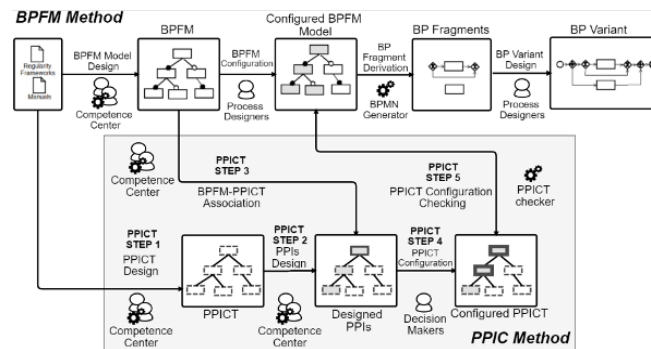 BPFM Method
BPFM
Configured BPFM
Model
BP Fragments
BP Variant
Regularity
Frameworks
Manuals
BPFM Model
Design
Competence
Center
BPFM
Configuration
Process
Designers
BP
Fragment
Derivation
BPMN
Generator
BP Variant
Design
Process
Designers
Competence
Center
PPICT
STEP 3
BPFM-PPICT
Association
PPICT
STEP 5
PPICT Configuration
Checking
PPICT
checker
PPICT
STEP 1
PPICT
Design
Competence
Center
PPICT
PPICT
STEP 2
PPIs
Design
Competence
Center
Designed
PPIs
PPICT
STEP 4
PPICT
Configuration
Decision
Makers
Configured PPICT
PPIC Method